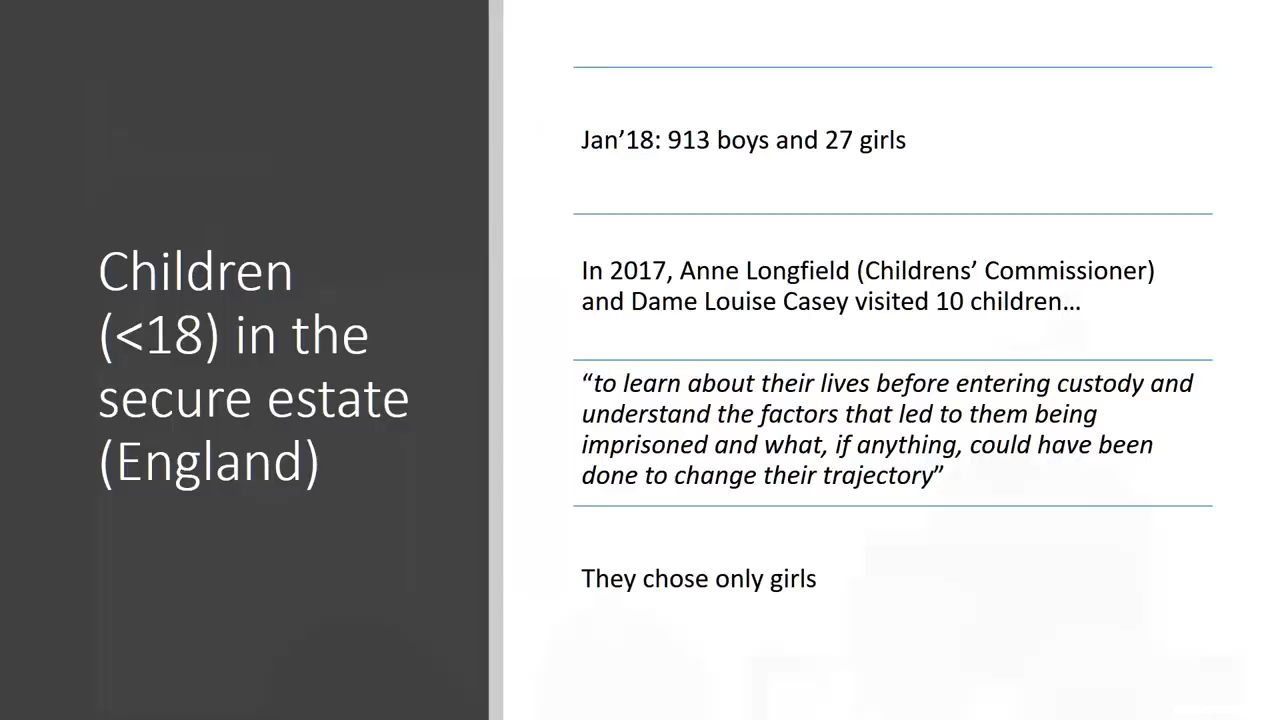 Children
(<18) in the
secure estate
(England)
Jan’18: 913 boys and 27 girls
In 2017, Anne Longfield (Childrens’ Commissioner)
and Dame Louise Casey visited 10 children…
“to learn about their lives before entering custody and
understand the factors that led to them being
imprisoned and what, if anything, could have been
done to change their trajectory”
They chose only girls